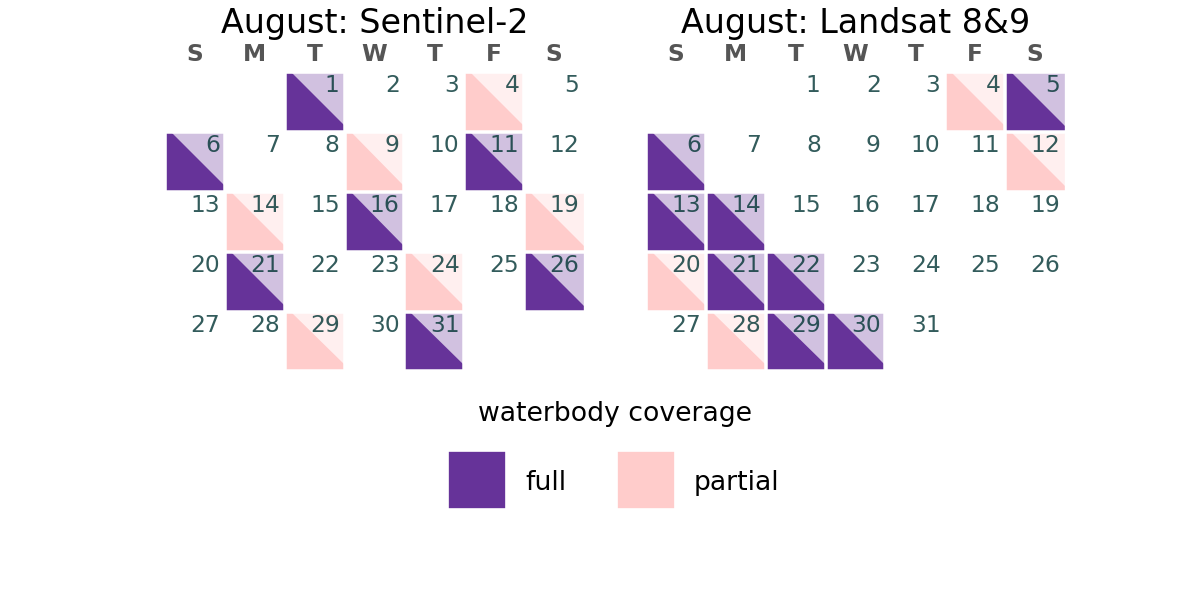 August: Sentinel-2
S M T W T F S
1 2 3 4 5
6 7 8 9 10 11 12
13 14 15 16 17 18 19
20 21 22 23 24 25 26
27 28 29 30 31
August: Landsat 8&9
S M T W T F S
1 2 3 4 5
6 7 8 9 10 11 12
13 14 15 16 17 18 19
20 21 22 23 24 25 26
27 28 29 30 31
waterbody coverage
full partial